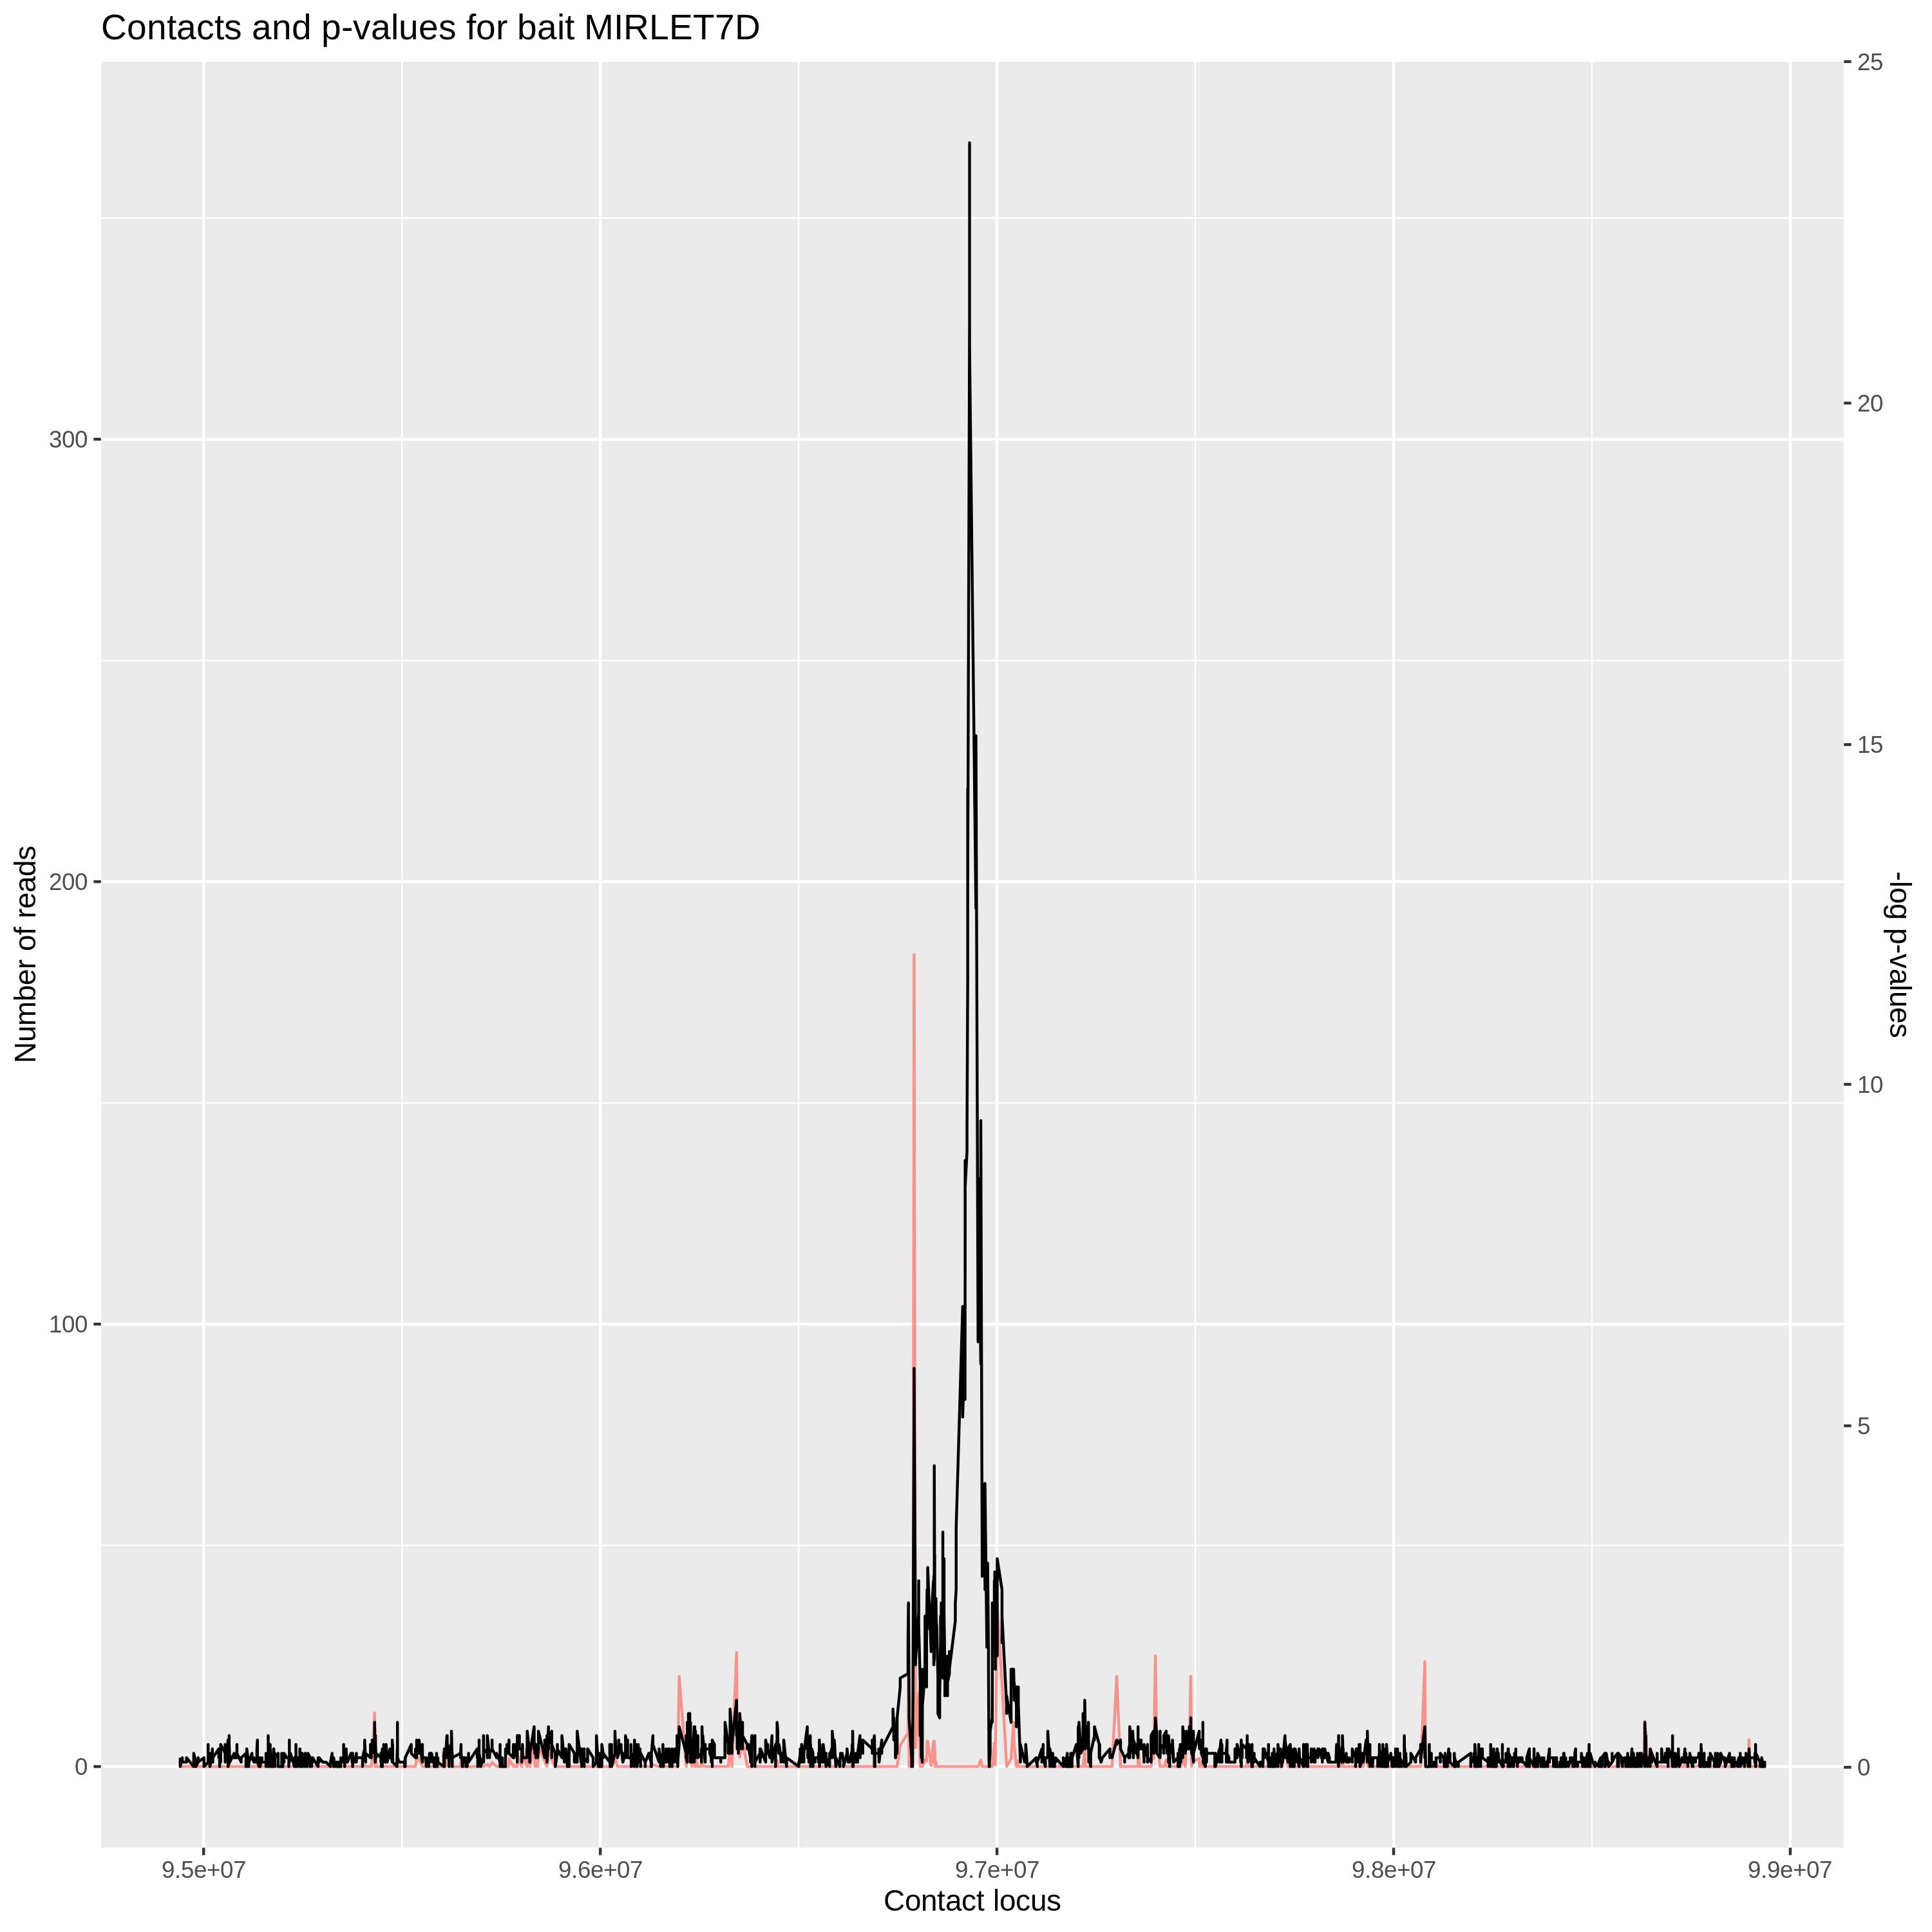 Contacts and p-values for bait MIRLET7D
25
20
15
10
5
0
300
200
100
0
Number of reads
-log p-values
9.5e+07 9.6e+07 9.7e+07 9.8e+07 9.9e+07
Contact locus